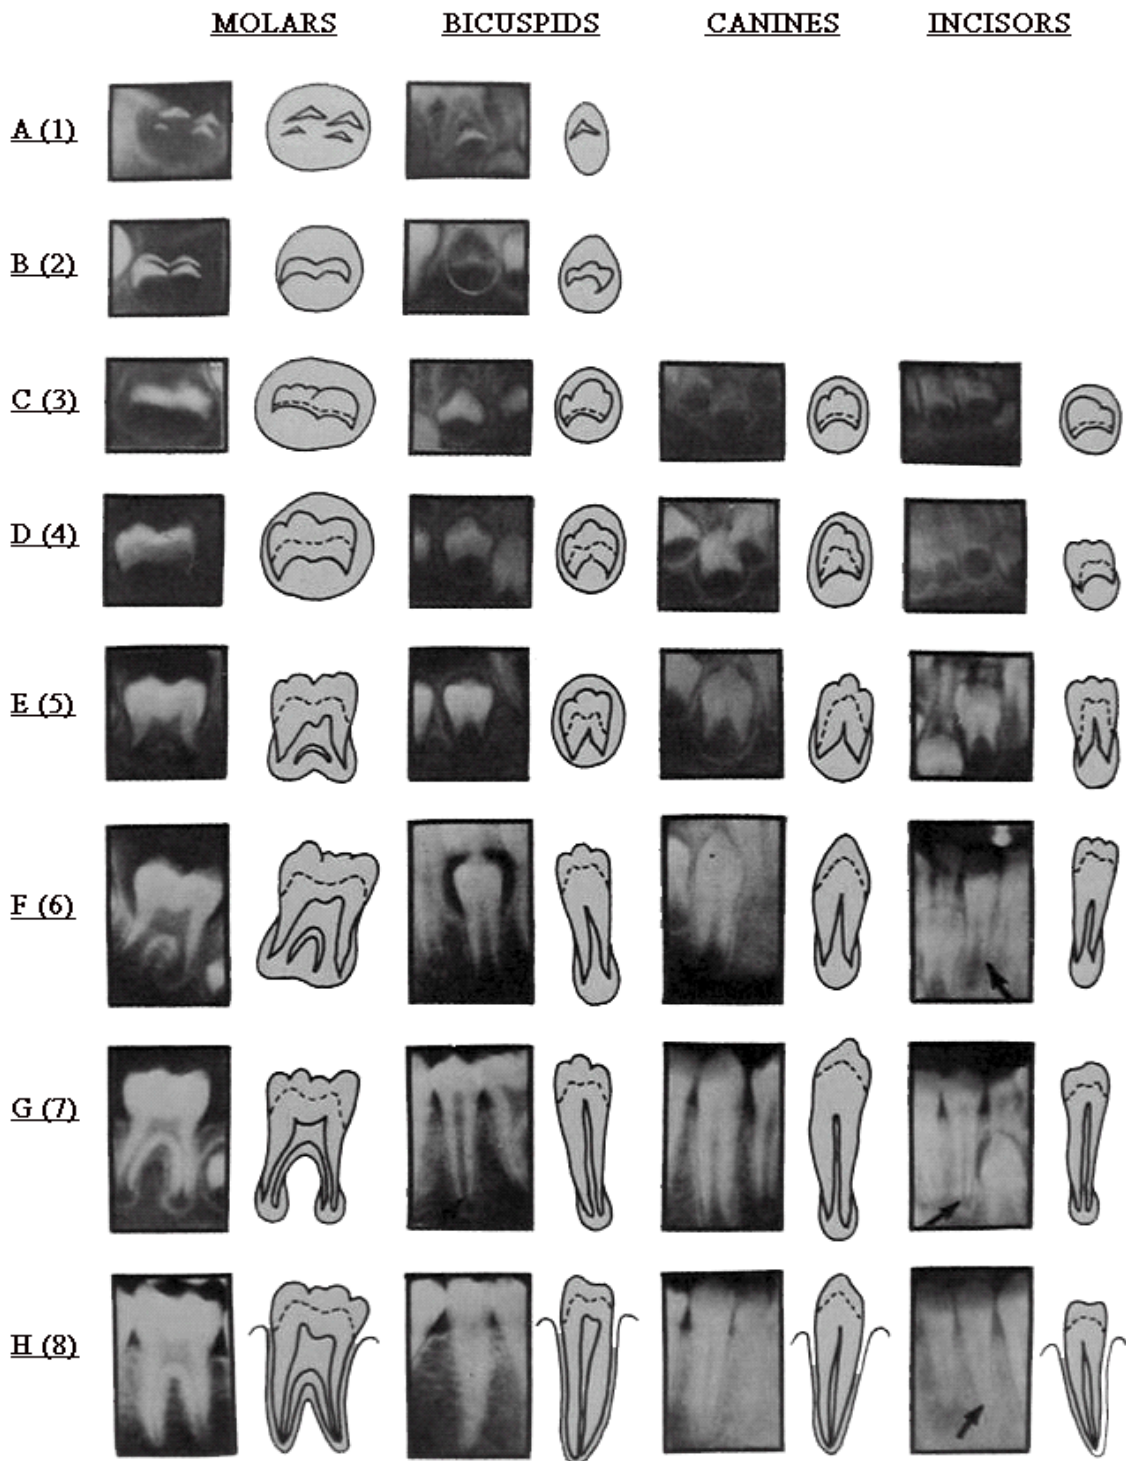 MOLARS BICUSPIDS CANINES INCISORS
A (1)
B (2)
C (3)
D (4)
E (5)
F (6)
G (7)
H (8)